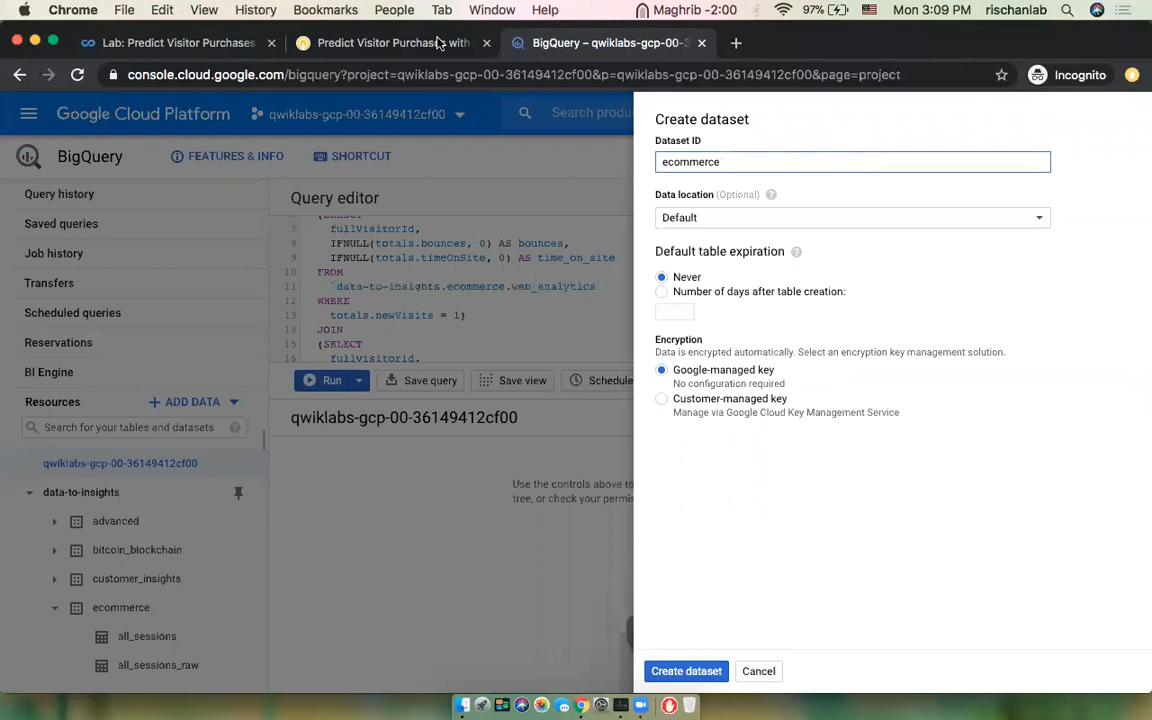 Chrome File Edit View History Bookmarks People Tab Window Help Maghrib -2:00 97% Mon 3:09 PM rischanlab
Lab: Predict Visitor Purchases Predict Visitor Purchases with BigQuery – qwiklabs-gcp-00-3
console.cloud.google.com/bigquery?project=qwiklabs-gcp-00-36149412cf00&p=qwiklabs-gcp-00-36149412cf00&page=project Incognito
Google Cloud Platform qwiklabs-gcp-00-36149412cf00 Search produ
BigQuery FEATURES & INFO SHORTCUT
Query history
Saved queries
Job history
Transfers
Scheduled queries
Reservations
BI Engine
Resources ADD DATA
Search for your tables and datasets
qwiklabs-gcp-00-36149412cf00
data-to-insights
advanced
bitcoin_blockchain
customer_insights
ecommerce
all_sessions
all_sessions_raw
Query editor
7 fullVisitorId,
8 IFNULL(totals.bounces, 0) AS bounces,
9 IFNULL(totals.timeOnSite, 0) AS time_on_site
10 FROM
11 `data-to-insights.ecommerce.web_analytics`
12 WHERE
13 totals.newVisits = 1)
14 JOIN
15 (SELECT
16 fullvisitorid,
Run Save query Save view Schedule
qwiklabs-gcp-00-36149412cf00
Use the controls above to
tree, or check your permis
Create dataset
Dataset ID
ecommerce
Data location (Optional)
Default
Default table expiration
Never
Number of days after table creation:
Encryption
Data is encrypted automatically. Select an encryption key management solution.
Google-managed key
No configuration required
Customer-managed key
Manage via Google Cloud Key Management Service
Create dataset Cancel